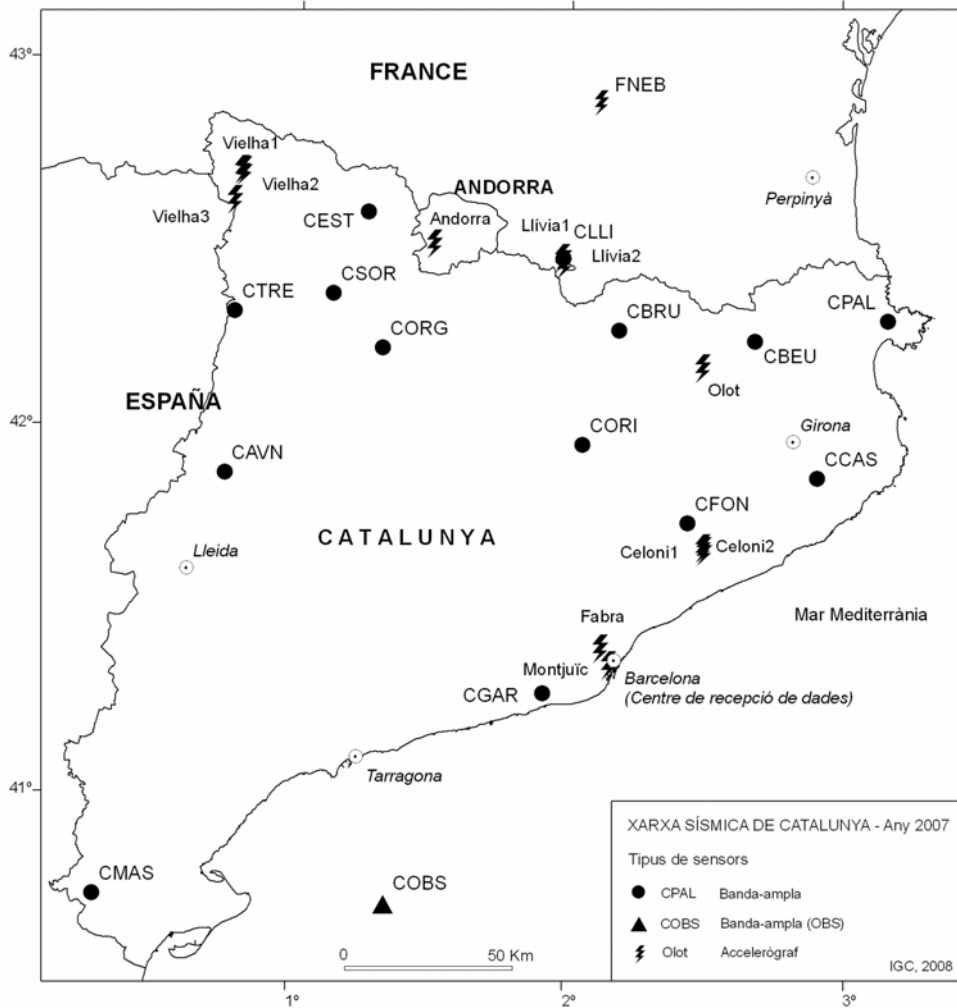 43º
FRANCE
FNEB
Vielha1
Vielha2
Vielha3
Perpinyà
ANDORRA
Andorra
CEST
Llívia1
CLLI
Llívia2
CSOR
CTRE
CPAL
CBRU
CORG
CBEU
Olot
ESPAÑA
42º
Girona
CORI
CAVN
CCAS
CFON
CATALUNYA
Lleida
Celoni1
Celoni2
Mar Mediterrània
Fabra
Montjuïc
Barcelona
(Centre de recepció de dades)
CGAR
Tarragona
41º
CMAS
COBS
0 50 Km
XARXA SÍSMICA DE CATALUNYA - Any 2007
Tipus de sensors
CPAL Banda-ampla
COBS Banda-ampla (OBS)
Olot Accelerògraf
IGC, 2008
1º 2º 3º